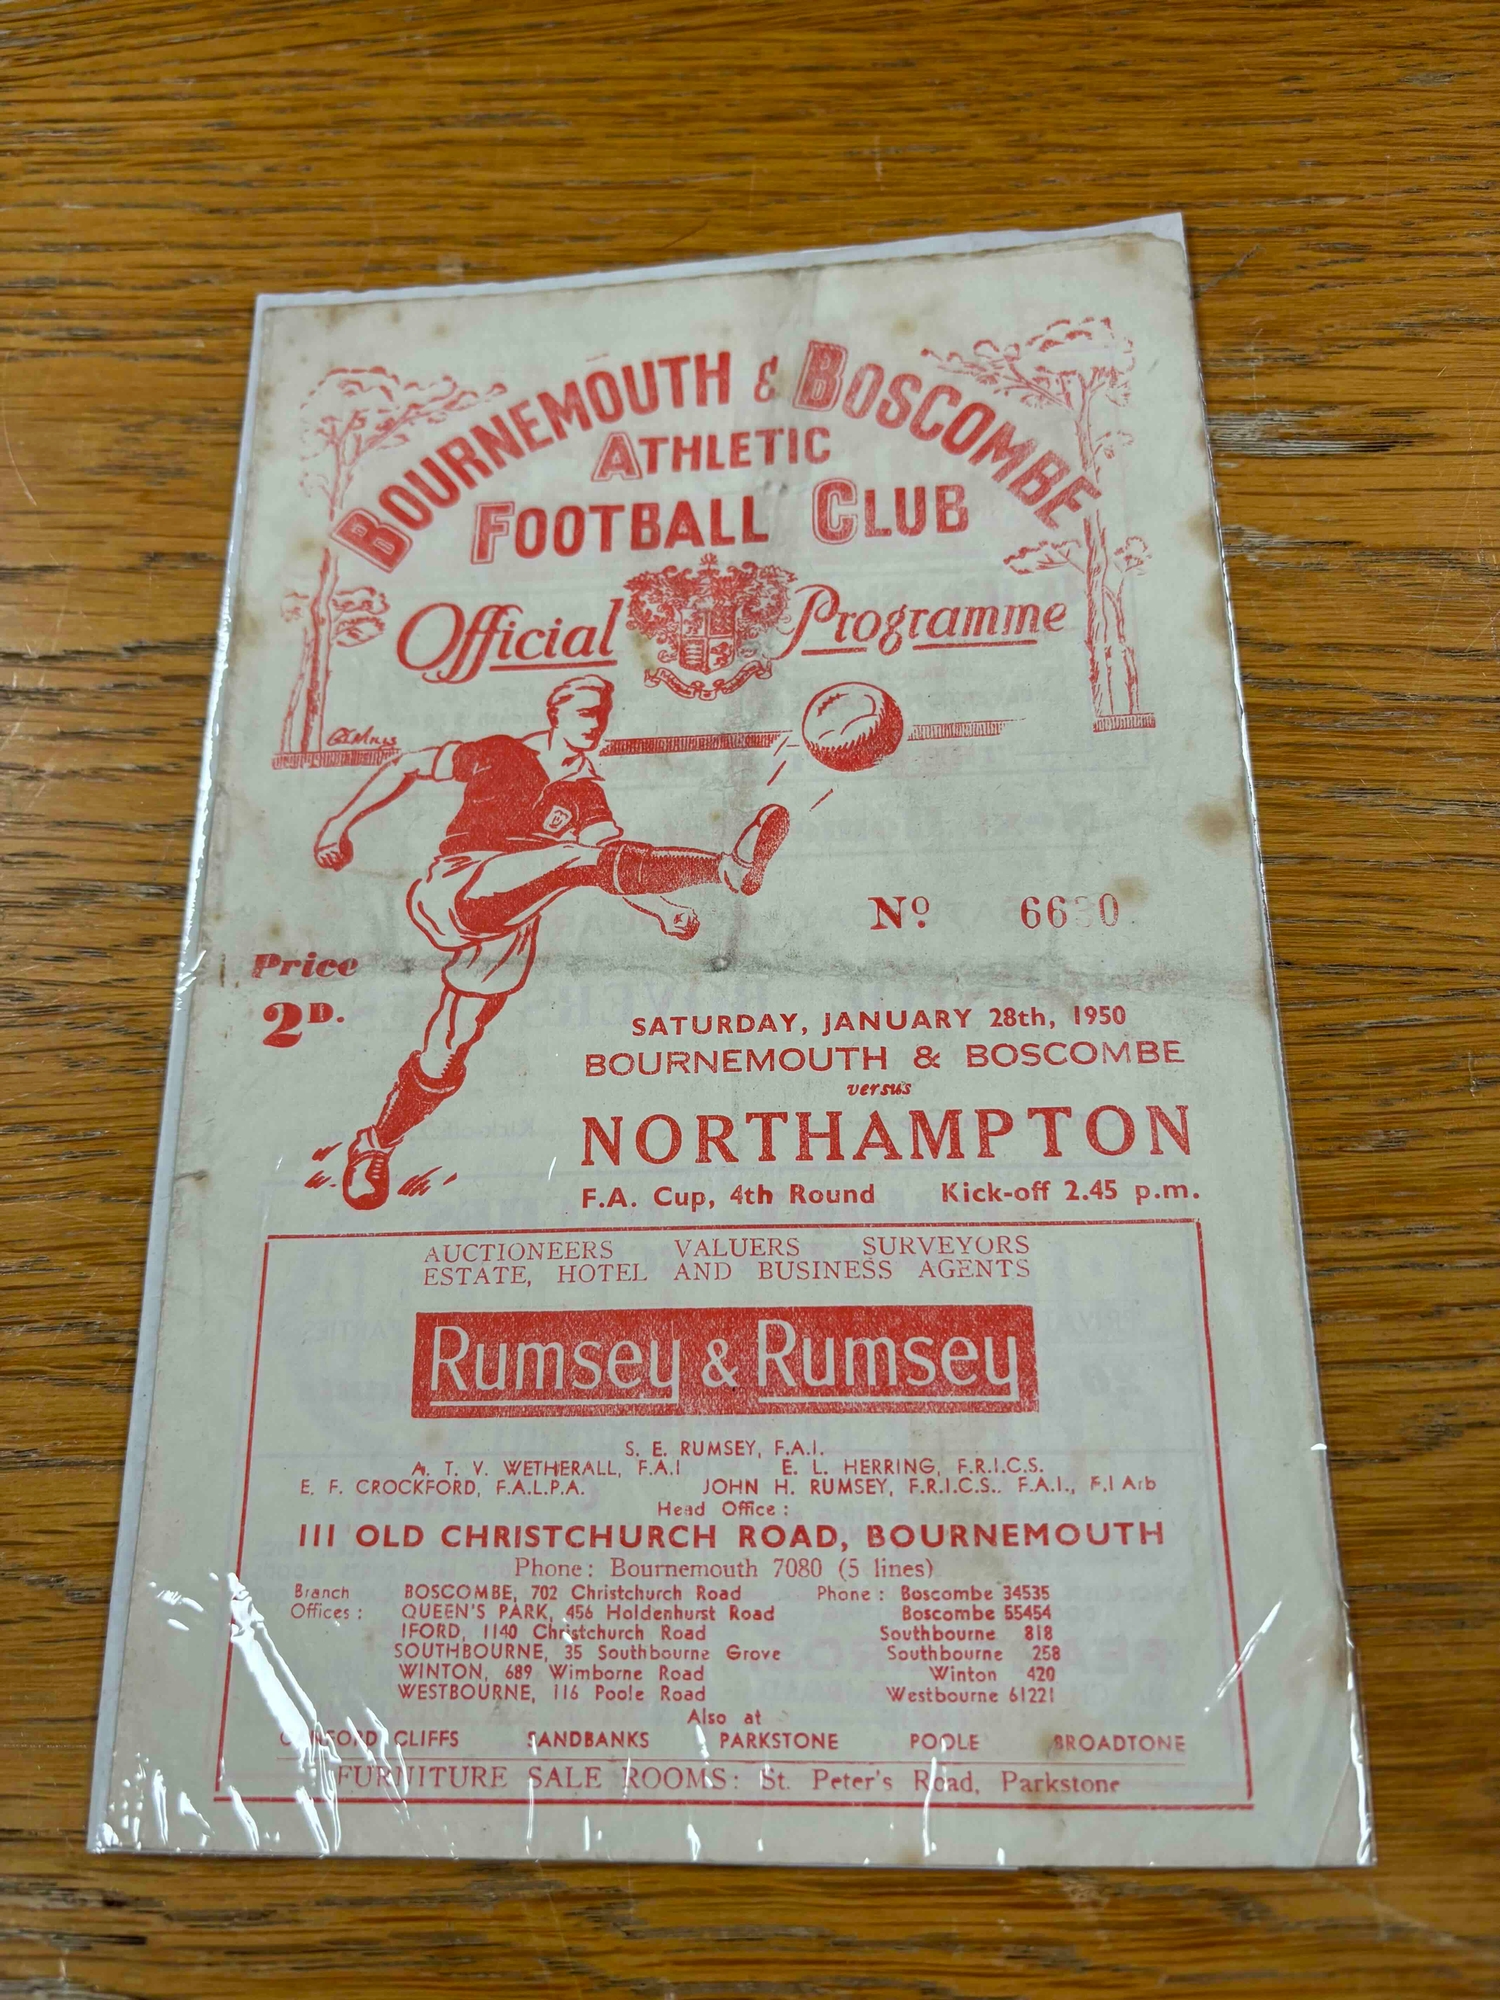 BOURNEMOUTH & BOSCOMBE
ATHLETIC
FOOTBALL CLUB
Official Programme
Nº 6630
Price
2D.
SATURDAY, JANUARY 28th, 1950
BOURNEMOUTH & BOSCOMBE
versus
NORTHAMPTON
F.A. Cup, 4th Round Kick-off 2.45 p.m.
AUCTIONEERS VALUERS SURVEYORS
ESTATE, HOTEL AND BUSINESS AGENTS
Rumsey & Rumsey
S. E. RUMSEY, F.A.I.
A. T. V. WETHERALL, F.A.I E. L. HERRING, F.R.I.C.S.
E. F. CROCKFORD, F.A.L.P.A. JOHN H. RUMSEY, F.R.I.C.S.. F.A.I., F.I Arb
Head Office :
111 OLD CHRISTCHURCH ROAD, BOURNEMOUTH
Phone: Bournemouth 7080 (5 lines)
Branch BOSCOMBE, 702 Christchurch Road Phone : Boscombe 34535
Offices : QUEEN'S PARK, 456 Holdenhurst Road Boscombe 55454
IFORD, 1140 Christchurch Road Southbourne 818
SOUTHBOURNE, 35 Southbourne Grove Southbourne 258
WINTON, 689 Wimborne Road Winton 420
WESTBOURNE, 116 Poole Road Westbourne 61221
Also at
CANFORD CLIFFS SANDBANKS PARKSTONE POOLE BROADTONE
FURNITURE SALE ROOMS: St. Peter's Road, Parkstone